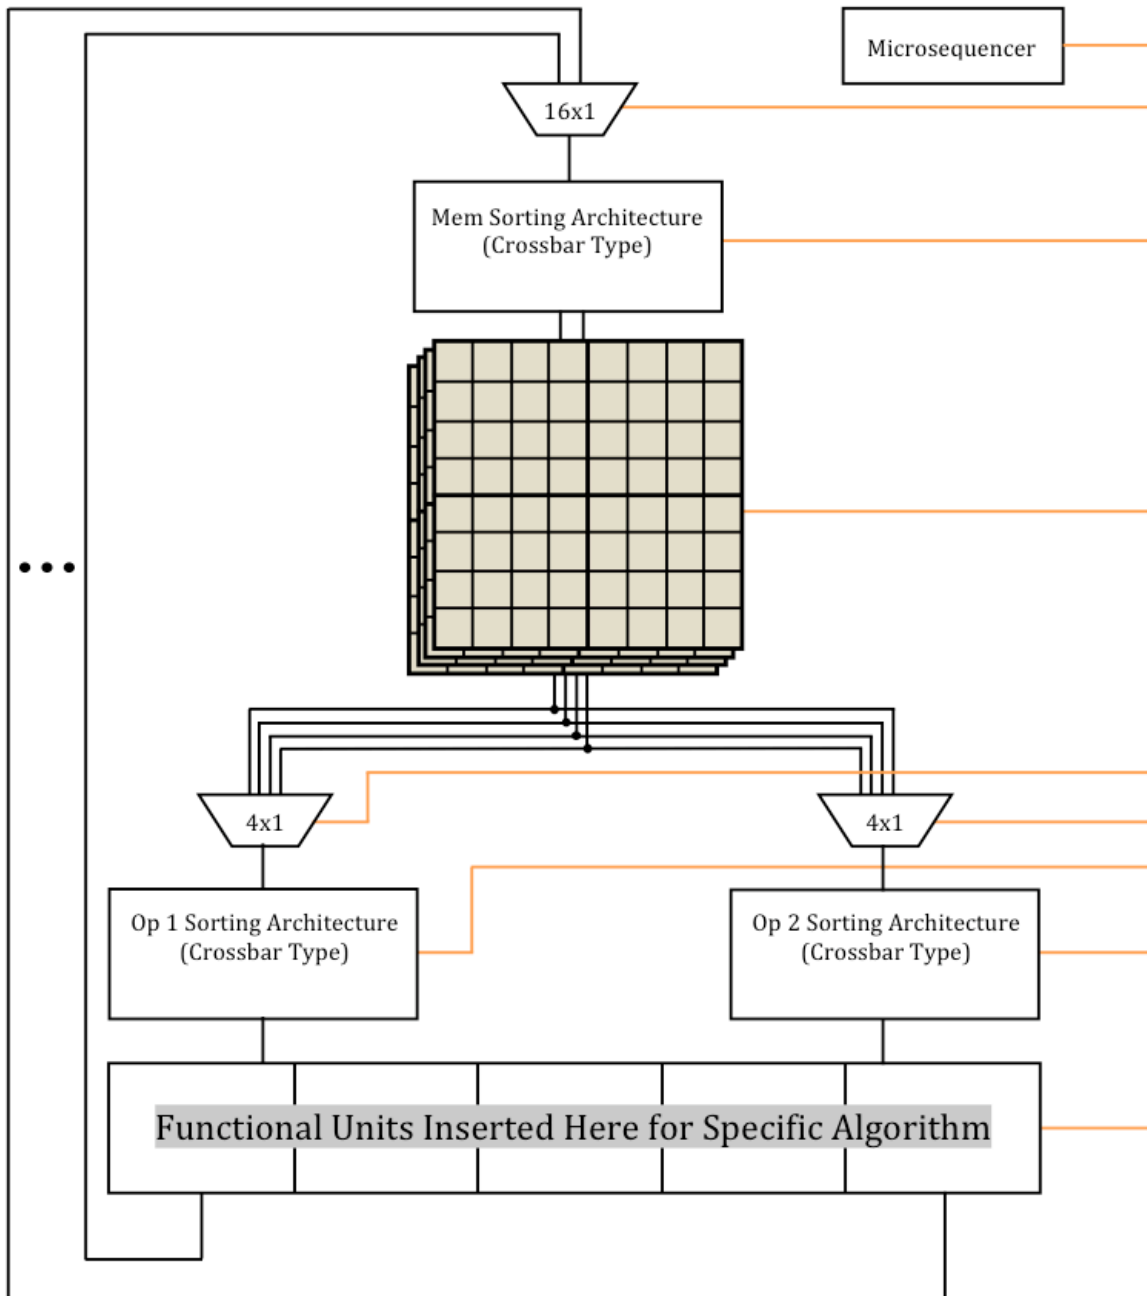 Microsequencer
16x1
Mem Sorting Architecture
(Crossbar Type)
4x1
4x1
Op 1 Sorting Architecture
(Crossbar Type)
Op 2 Sorting Architecture
(Crossbar Type)
Functional Units Inserted Here for Specific Algorithm